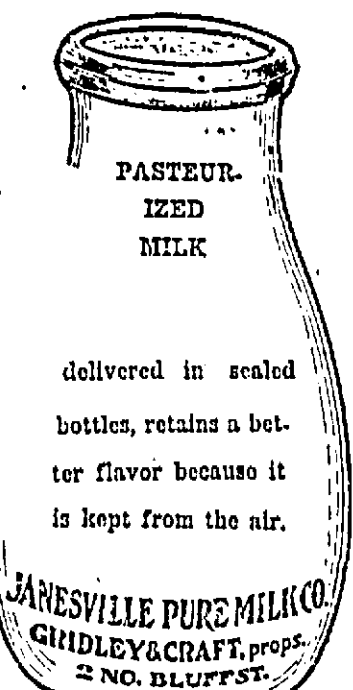 PASTEUR-
IZED
MILK
delivered in sealed
bottles, retains a bet-
ter flavor because it
is kept from the air.
JANESVILLE PURE MILK CO.
GRIDLEY & CRAFT, props.
2 NO. BLUFF ST.